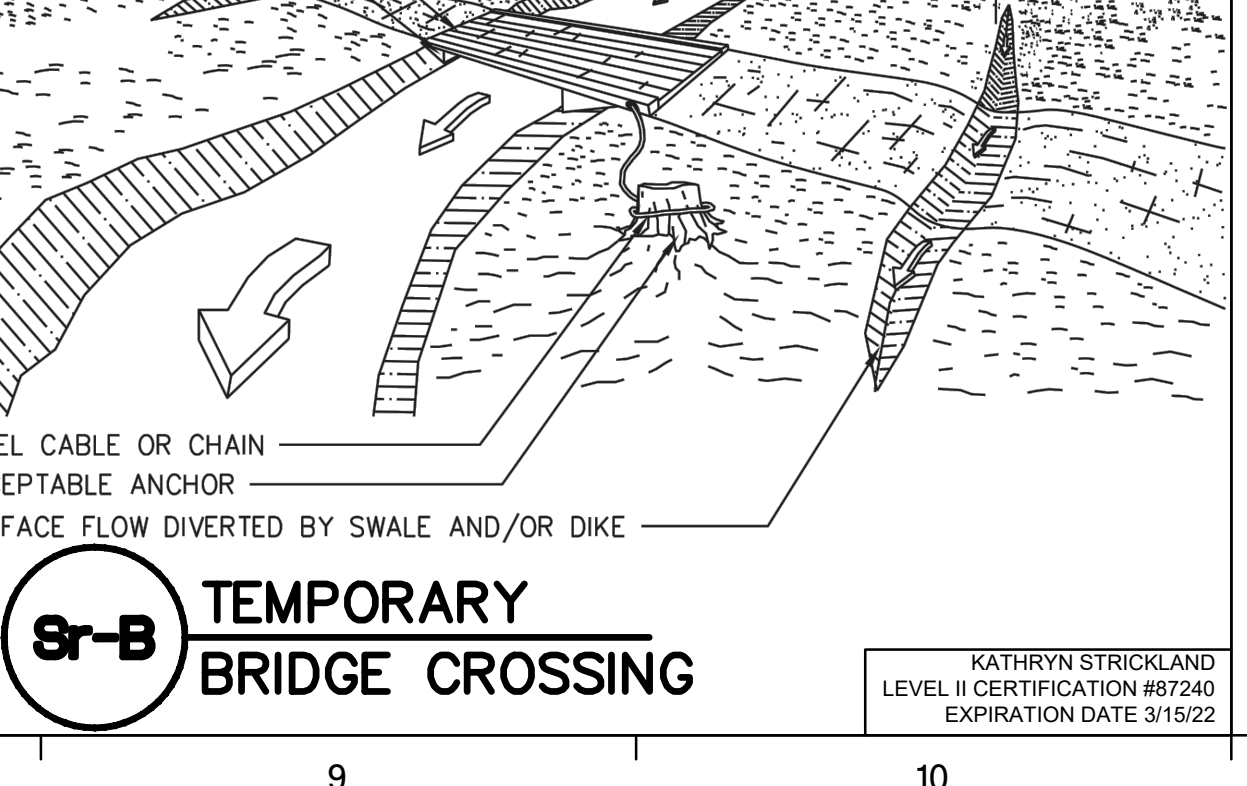 EL CABLE OR CHAIN
EPTABLE ANCHOR
FACE FLOW DIVERTED BY SWALE AND/OR DIKE
Sr-B
TEMPORARY
BRIDGE CROSSING
KATHRYN STRICKLAND
LEVEL II CERTIFICATION #87240
EXPIRATION DATE 3/15/22
9
10